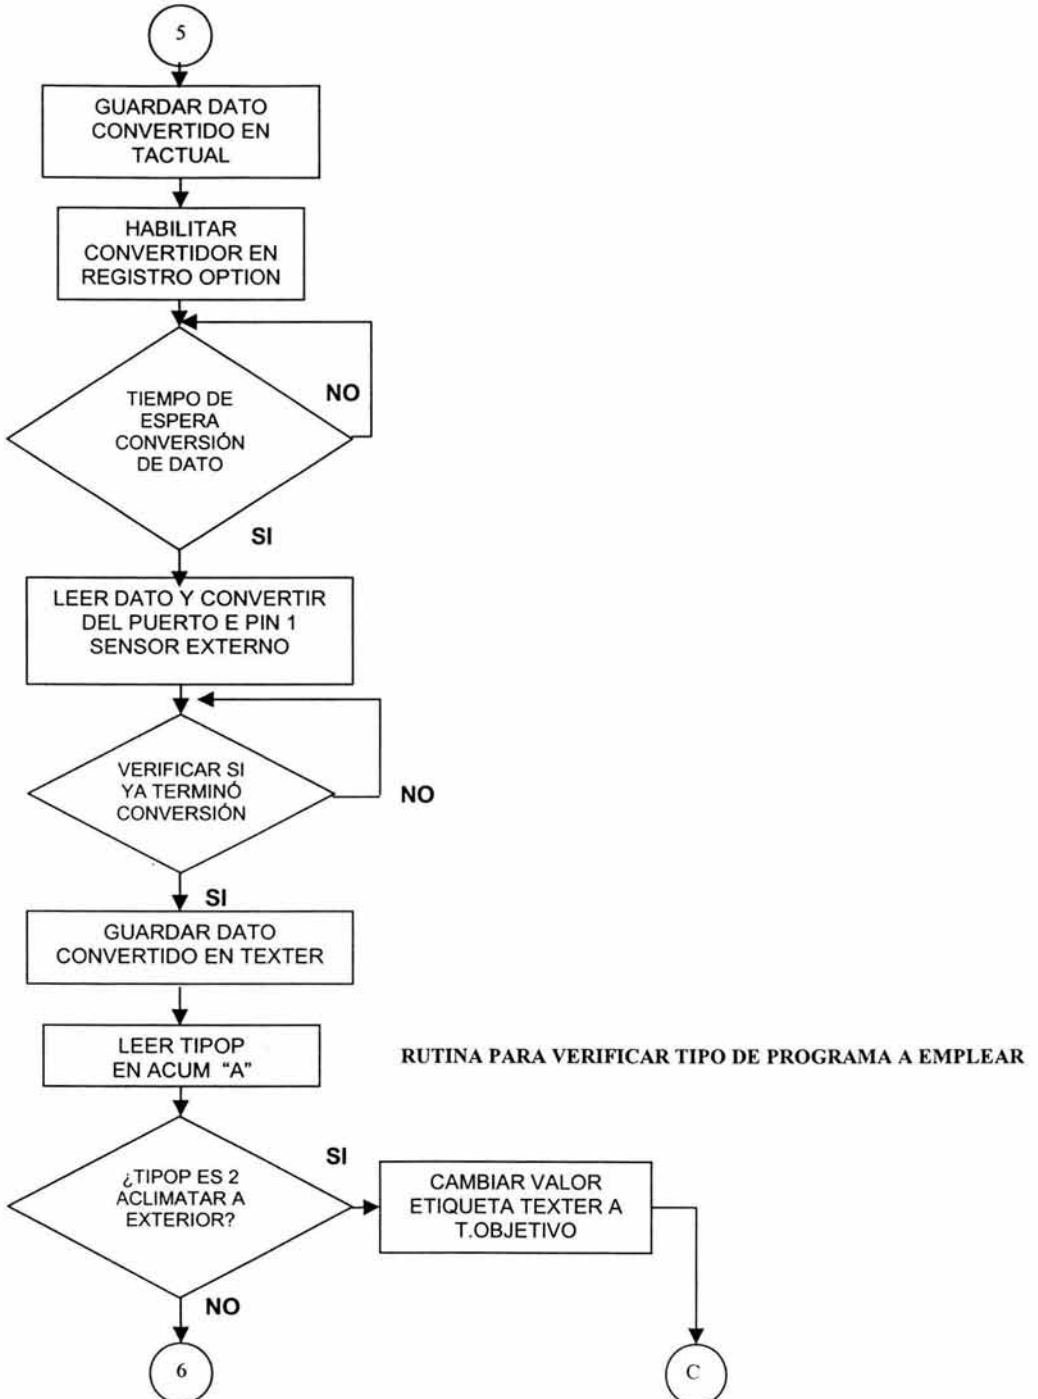 5
GUARDAR DATO
CONVERTIDO EN
TACTUAL
HABILITAR
CONVERTIDOR EN
REGISTRO OPTION
TIEMPO DE
ESPERA
CONVERSIÓN
DE DATO
NO
SI
LEER DATO Y CONVERTIR
DEL PUERTO E PIN 1
SENSOR EXTERNO
VERIFICAR SI
YA TERMINÓ
CONVERSIÓN
NO
SI
GUARDAR DATO
CONVERTIDO EN TEXTER
LEER TIPOP
EN ACUM "A"
RUTINA PARA VERIFICAR TIPO DE PROGRAMA A EMPLEAR
¿TIPOP ES 2
ACLIMATAR A
EXTERIOR?
SI
CAMBIAR VALOR
ETIQUETA TEXTER A
T.OBJETIVO
NO
6
C